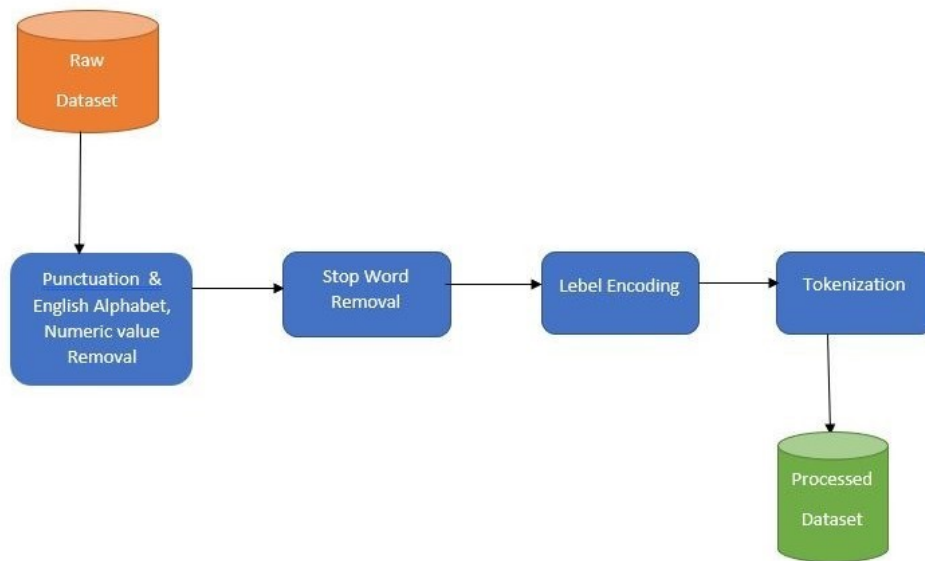 Raw
Dataset
Punctuation &
English Alphabet,
Numeric value
Removal
Stop Word
Removal
Lebel Encoding
Tokenization
Processed
Dataset